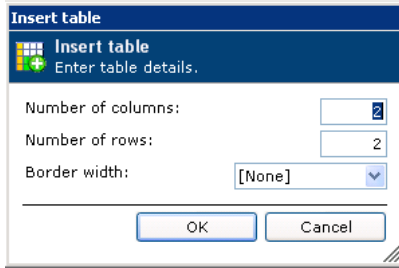 Insert table
Insert table
Enter table details.
Number of columns: 2
Number of rows: 2
Border width: [None]
OK Cancel